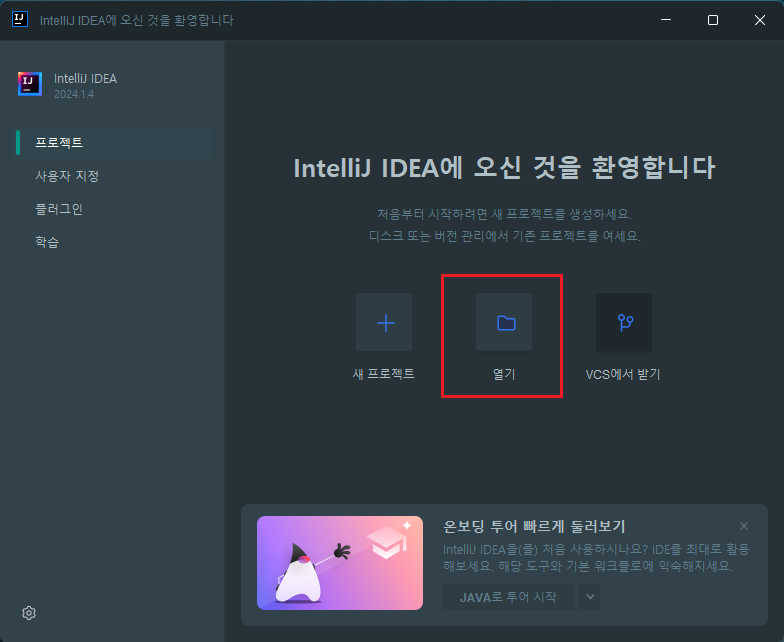 IntelliJ IDEA에 오신 것을 환영합니다
IntelliJ IDEA
2024.1.4
프로젝트
사용자 지정
플러그인
학습
IntelliJ IDEA에 오신 것을 환영합니다
처음부터 시작하려면 새 프로젝트를 생성하세요.
디스크 또는 버전 관리에서 기존 프로젝트를 여세요.
새 프로젝트
열기
VCS에서 받기
온보딩 투어 빠르게 둘러보기
IntelliJ IDEA을(를) 처음 사용하시나요? IDE를 최대로 활용
해보세요. 해당 도구와 기본 워크플로에 익숙해지세요.
JAVA로 투어 시작